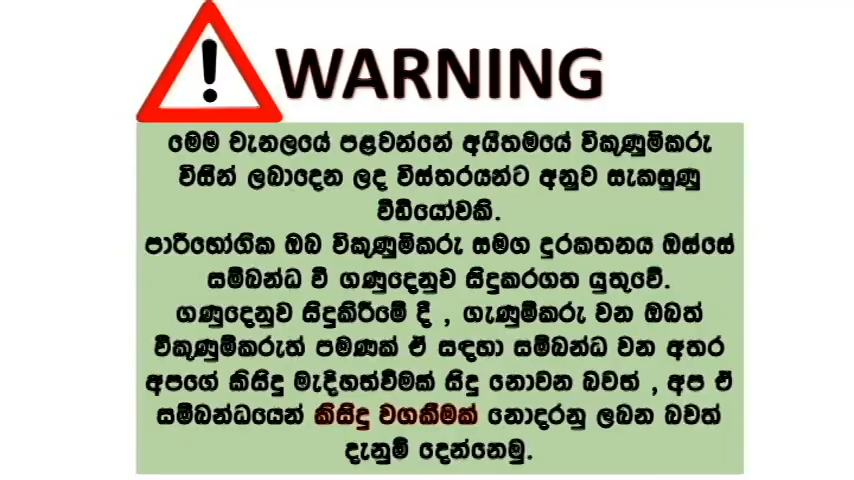 WARNING
මෙම චැනලයේ පළවන්නේ අයිතමයේ විකුණුම්කරු
විසින් ලබාදෙන ලද විස්තරයන්ට අනුව සැකසුණු
වීඩියෝවකි.
පාරිභෝගික ඔබ විකුණුම්කරු සමග දුරකතනය ඔස්සේ
සම්බන්ධ වී ගණුදෙනුව සිදුකරගත යුතුවේ.
ගණුදෙනුව සිදුකිරීමේ දී , ගැණුම්කරු වන ඔබත්
විකුණුම්කරුත් පමණක් ඒ සඳහා සම්බන්ධ වන අතර
අපගේ කිසිදු මැදිහත්වීමක් සිදු නොවන බවත් , අප ඒ
සම්බන්ධයෙන් කිසිදු වගකීමක් නොදරනු ලබන බවත්
දැනුම් දෙන්නෙමු.